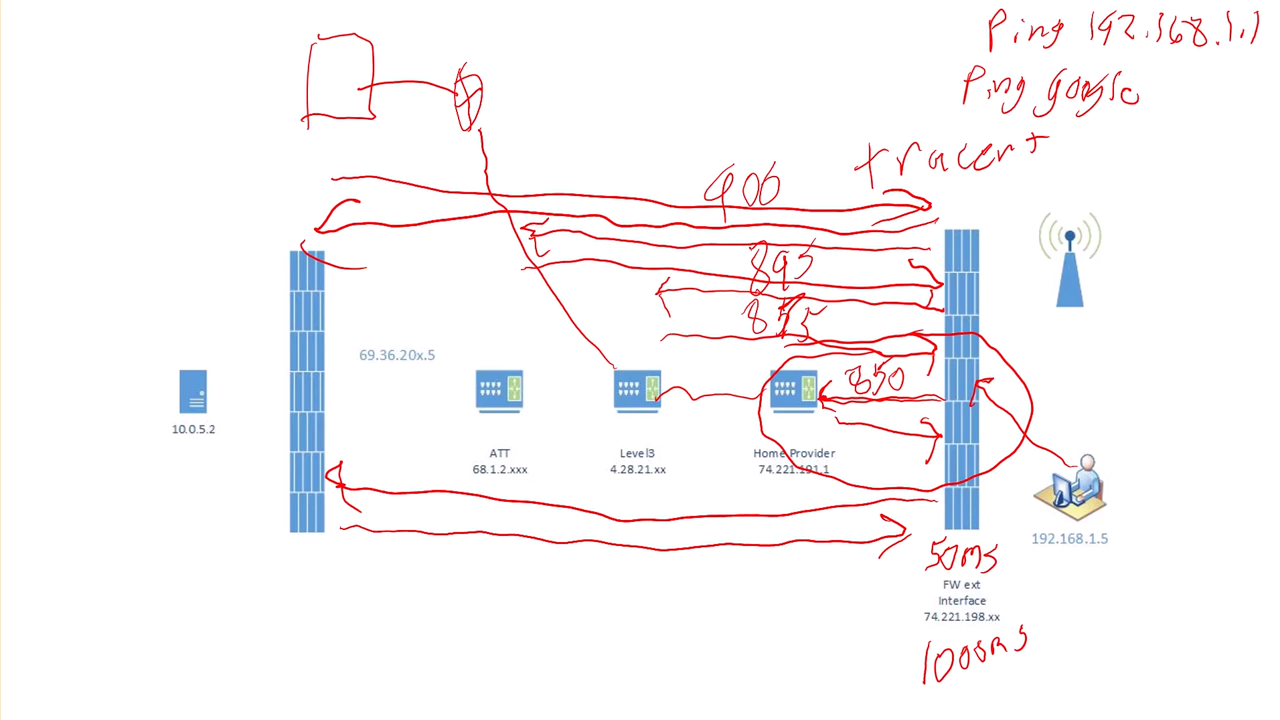 Ping 192.168.1.1
Ping google
tracert
900
895
855
69.36.20x.5
850
10.0.5.2
ATT
68.1.2.xxx
Level3
4.28.21.xx
Home Provider
74.221.191.1
192.168.1.5
50ms
FW ext
Interface
74.221.198.xx
1000ms